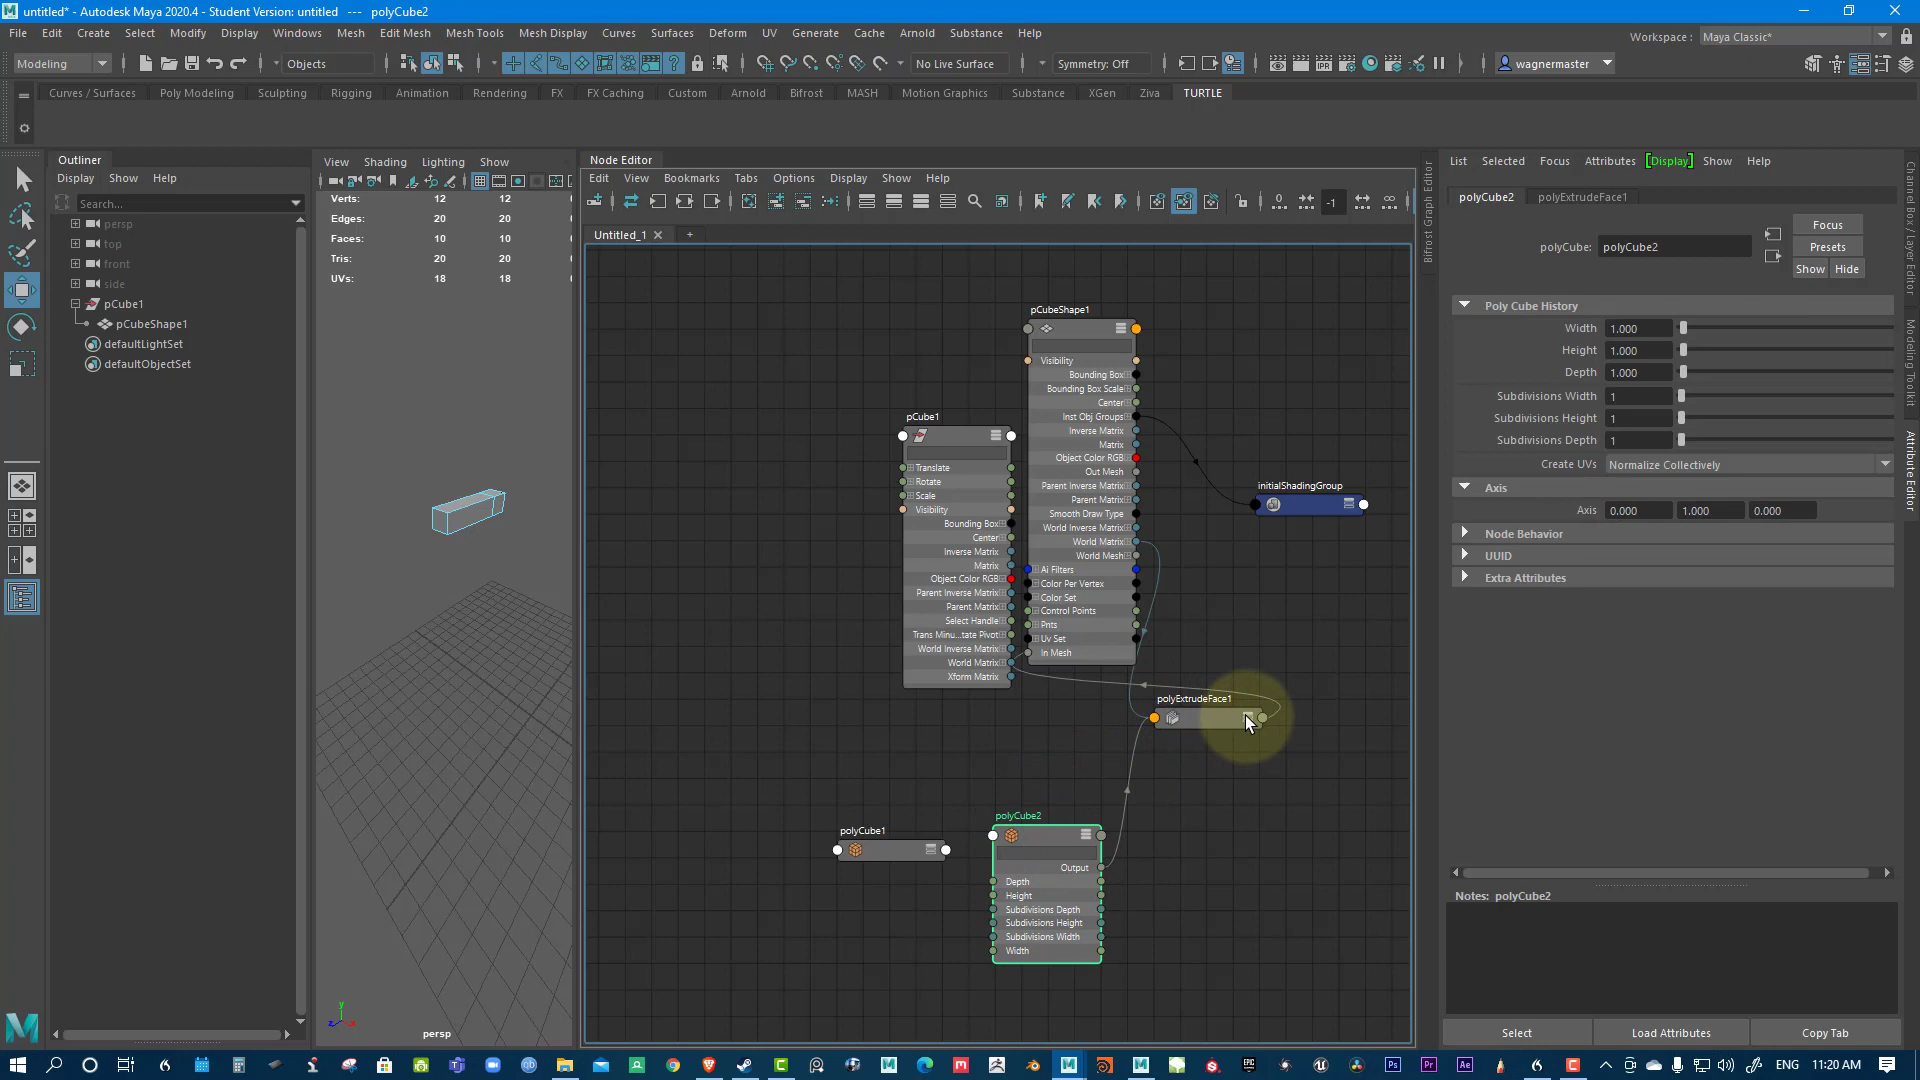 untitled* - Autodesk Maya 2020.4 - Student Version: untitled --- polyCube2
File Edit Create Select Modify Display Windows Mesh Edit Mesh Mesh Tools Mesh Display Curves Surfaces Deform UV Generate Cache Arnold Substance Help
Workspace : Maya Classic*
Modeling Objects No Live Surface Symmetry: Off wagnermaster
Curves / Surfaces Poly Modeling Sculpting Rigging Animation Rendering FX FX Caching Custom Arnold Bifrost MASH Motion Graphics Substance XGen Ziva TURTLE
Outliner
Display Show Help
Search...
persp
top
front
side
pCube1
pCubeShape1
defaultLightSet
defaultObjectSet
View Shading Lighting Show
Verts: 12 12
Edges: 20 20
Faces: 10 10
Tris: 20 20
UVs: 18 18
y
z x
persp
Node Editor
Edit View Bookmarks Tabs Options Display Show Help
-1
Untitled_1 +
pCubeShape1
Visibility
Bounding Box
Bounding Box Scale
Center
Inst Obj Groups
Inverse Matrix
Matrix
Object Color RGB
Out Mesh
Parent Inverse Matrix
Parent Matrix
Smooth Draw Type
World Inverse Matrix
World Matrix
World Mesh
Ai Filters
Color Per Vertex
Color Set
Control Points
Pnts
Uv Set
In Mesh
pCube1
Translate
Rotate
Scale
Visibility
Bounding Box
Center
Inverse Matrix
Matrix
Object Color RGB
Parent Inverse Matrix
Parent Matrix
Select Handle
Trans Minu...tate Pivot
World Inverse Matrix
World Matrix
Xform Matrix
initialShadingGroup
polyExtrudeFace1
polyCube1
polyCube2
Output
Depth
Height
Subdivisions Depth
Subdivisions Height
Subdivisions Width
Width
Bifrost Graph Editor
List Selected Focus Attributes [Display] Show Help
polyCube2 polyExtrudeFace1
polyCube: polyCube2
Focus
Presets
Show Hide
Poly Cube History
Width 1.000
Height 1.000
Depth 1.000
Subdivisions Width 1
Subdivisions Height 1
Subdivisions Depth 1
Create UVs Normalize Collectively
Axis
Axis 0.000 1.000 0.000
Node Behavior
UUID
Extra Attributes
Notes: polyCube2
Select Load Attributes Copy Tab
Channel Box / Layer Editor
Modeling Toolkit
Attribute Editor
ENG 11:20 AM